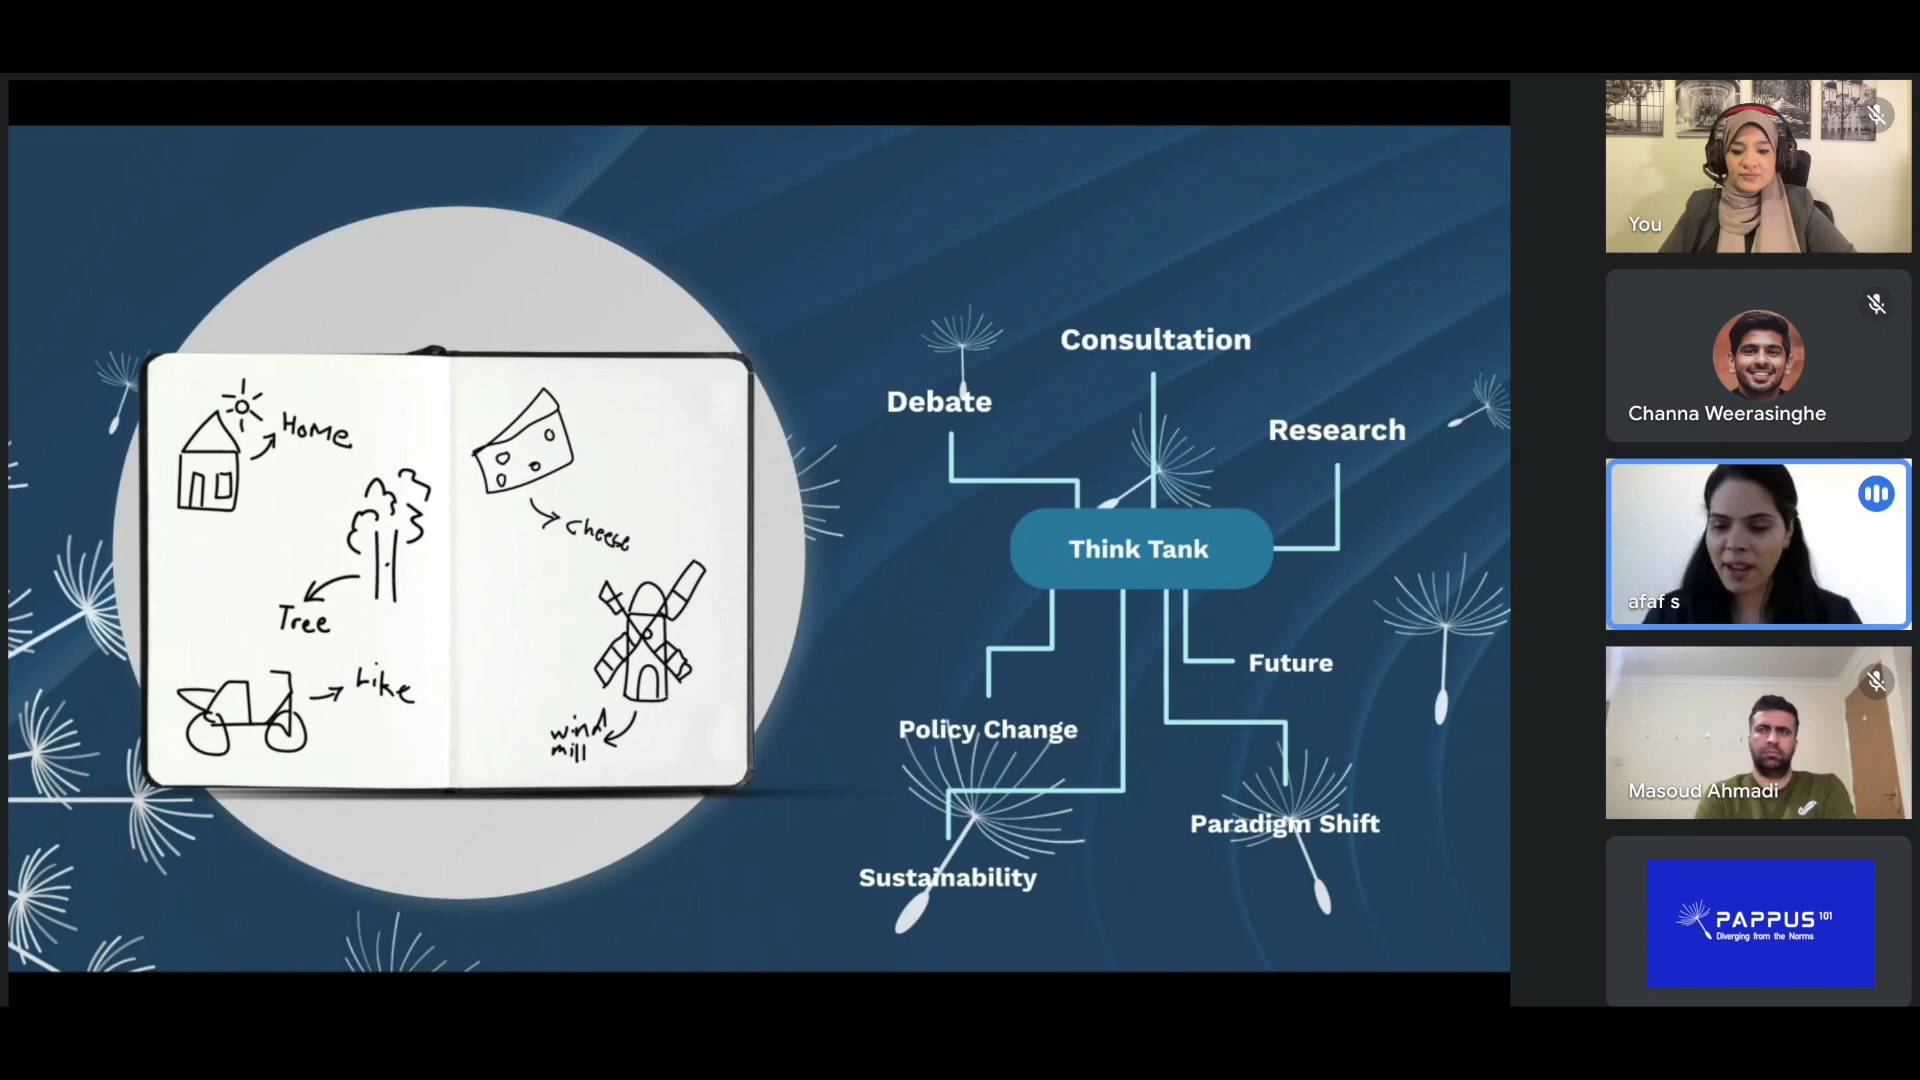 Home
Tree
Like
Cheese
wind
mill
Consultation
Debate
Research
Think Tank
Future
Policy Change
Paradigm Shift
Sustainability
You
Channa Weerasinghe
afaf s
Masoud Ahmadi
PAPPUS 101
Diverging from the Norms